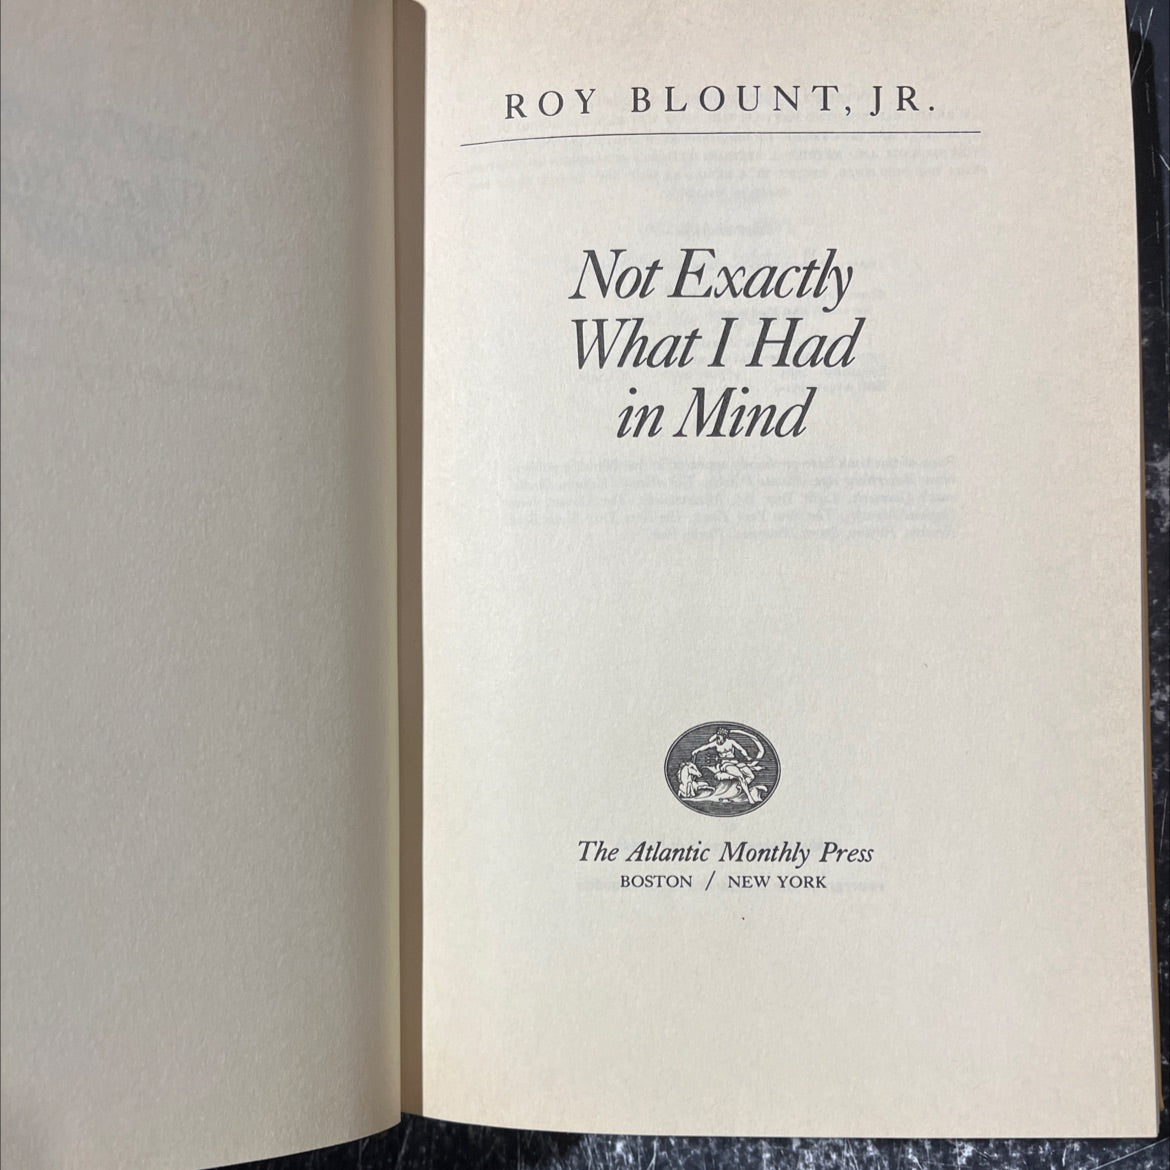 ROY BLOUNT, JR.
Not Exactly
What I Had
in Mind
The Atlantic Monthly Press
BOSTON / NEW YORK